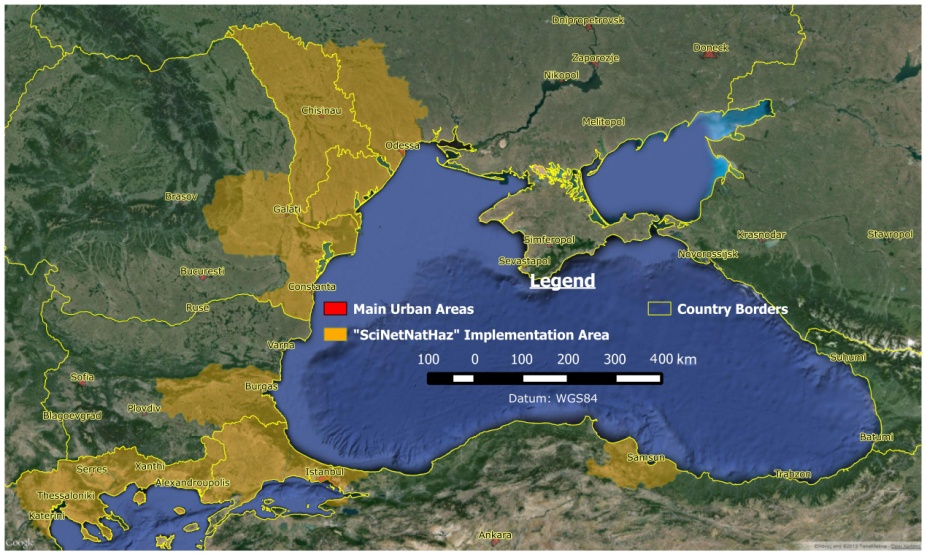 Dnipropetrovsk
Doneck
Zaporozje
Nikopol
Chisinau
Melitopol
Odessa
Brasov
Galati
Krasnodar
Stavropol
Simferopol
Novorossijsk
Sevastapol
Bucuresti
Legend
Constanta
Ruse
Main Urban Areas
Country Borders
"SciNetNatHaz" Implementation Area
Varna
100 0 100 200 300 400 km
Suhumi
Sofia
Burgas
Datum: WGS84
Plovdiv
Blagoevgrad
Batumi
Samsun
Serres
Xanthi
Istanbul
Trabzon
Alexandroupolis
Thessaloniki
Katerini
Ankara
Google